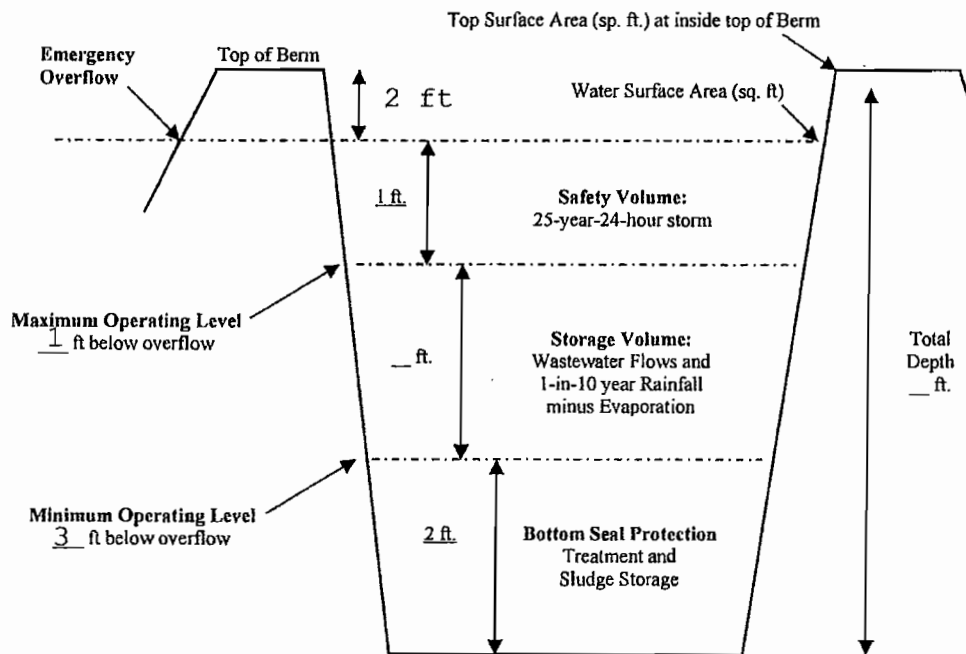 Top Surface Area (sp. ft.) at inside top of Berm
Emergency
Overflow
Top of Berm
2 ft
Water Surface Area (sq. ft)
1 ft.
Safety Volume:
25-year-24-hour storm
Maximum Operating Level
1 ft below overflow
__ ft.
Storage Volume:
Wastewater Flows and
1-in-10 year Rainfall
minus Evaporation
Total
Depth
__ ft.
Minimum Operating Level
3 ft below overflow
2 ft.
Bottom Seal Protection
Treatment and
Sludge Storage